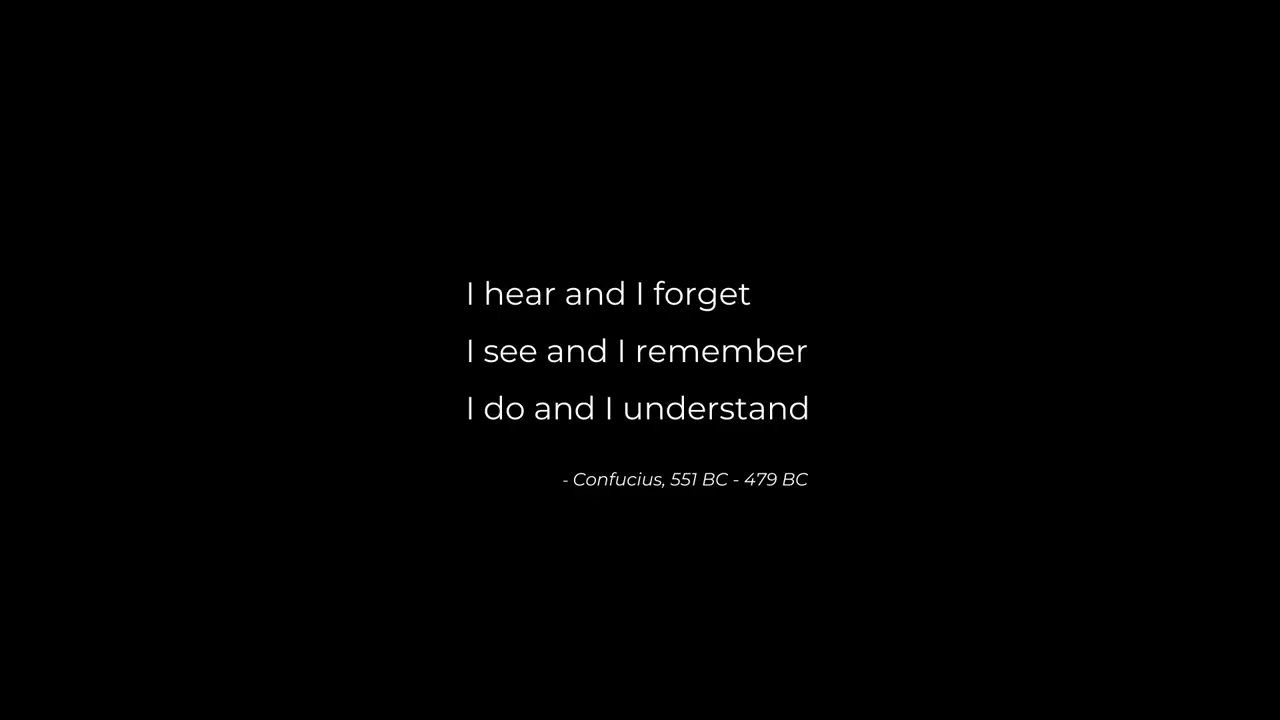 I hear and I forget
I see and I remember
I do and I understand
- Confucius, 551 BC - 479 BC